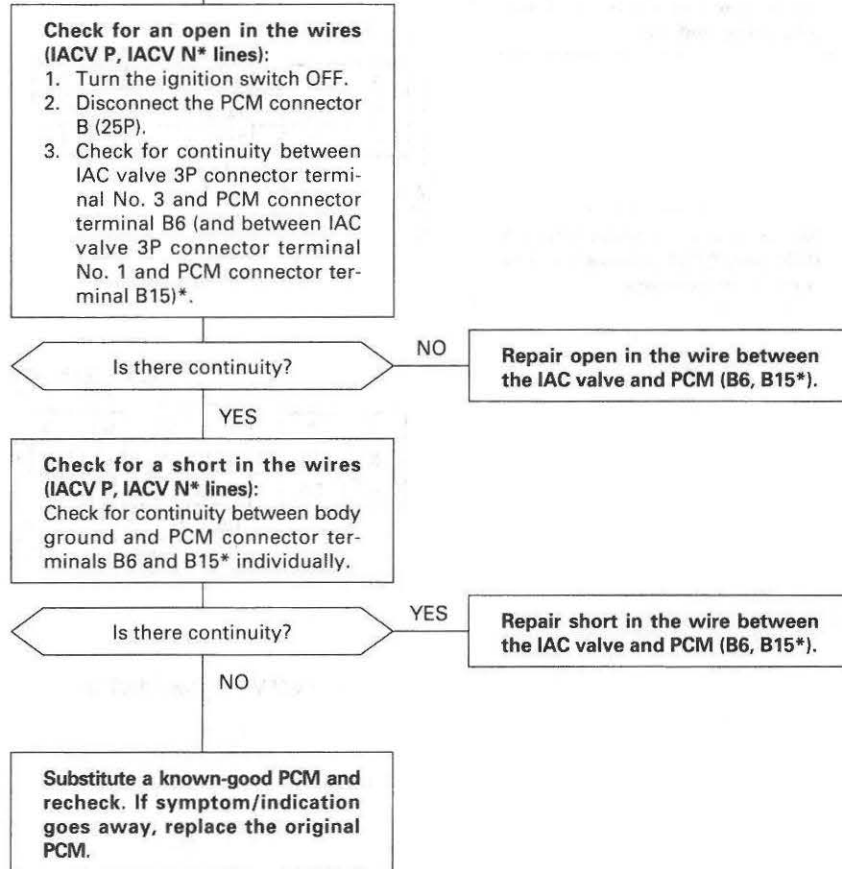 Check for an open in the wires
(IACV P, IACV N* lines):
1. Turn the ignition switch OFF.
2. Disconnect the PCM connector
B (25P).
3. Check for continuity between
IAC valve 3P connector termi-
nal No. 3 and PCM connector
terminal B6 (and between IAC
valve 3P connector terminal
No. 1 and PCM connector ter-
minal B15)*.
Is there continuity?
NO
Repair open in the wire between
the IAC valve and PCM (B6, B15*).
YES
Check for a short in the wires
(IACV P, IACV N* lines):
Check for continuity between body
ground and PCM connector ter-
minals B6 and B15* individually.
Is there continuity?
YES
Repair short in the wire between
the IAC valve and PCM (B6, B15*).
NO
Substitute a known-good PCM and
recheck. If symptom/indication
goes away, replace the original
PCM.